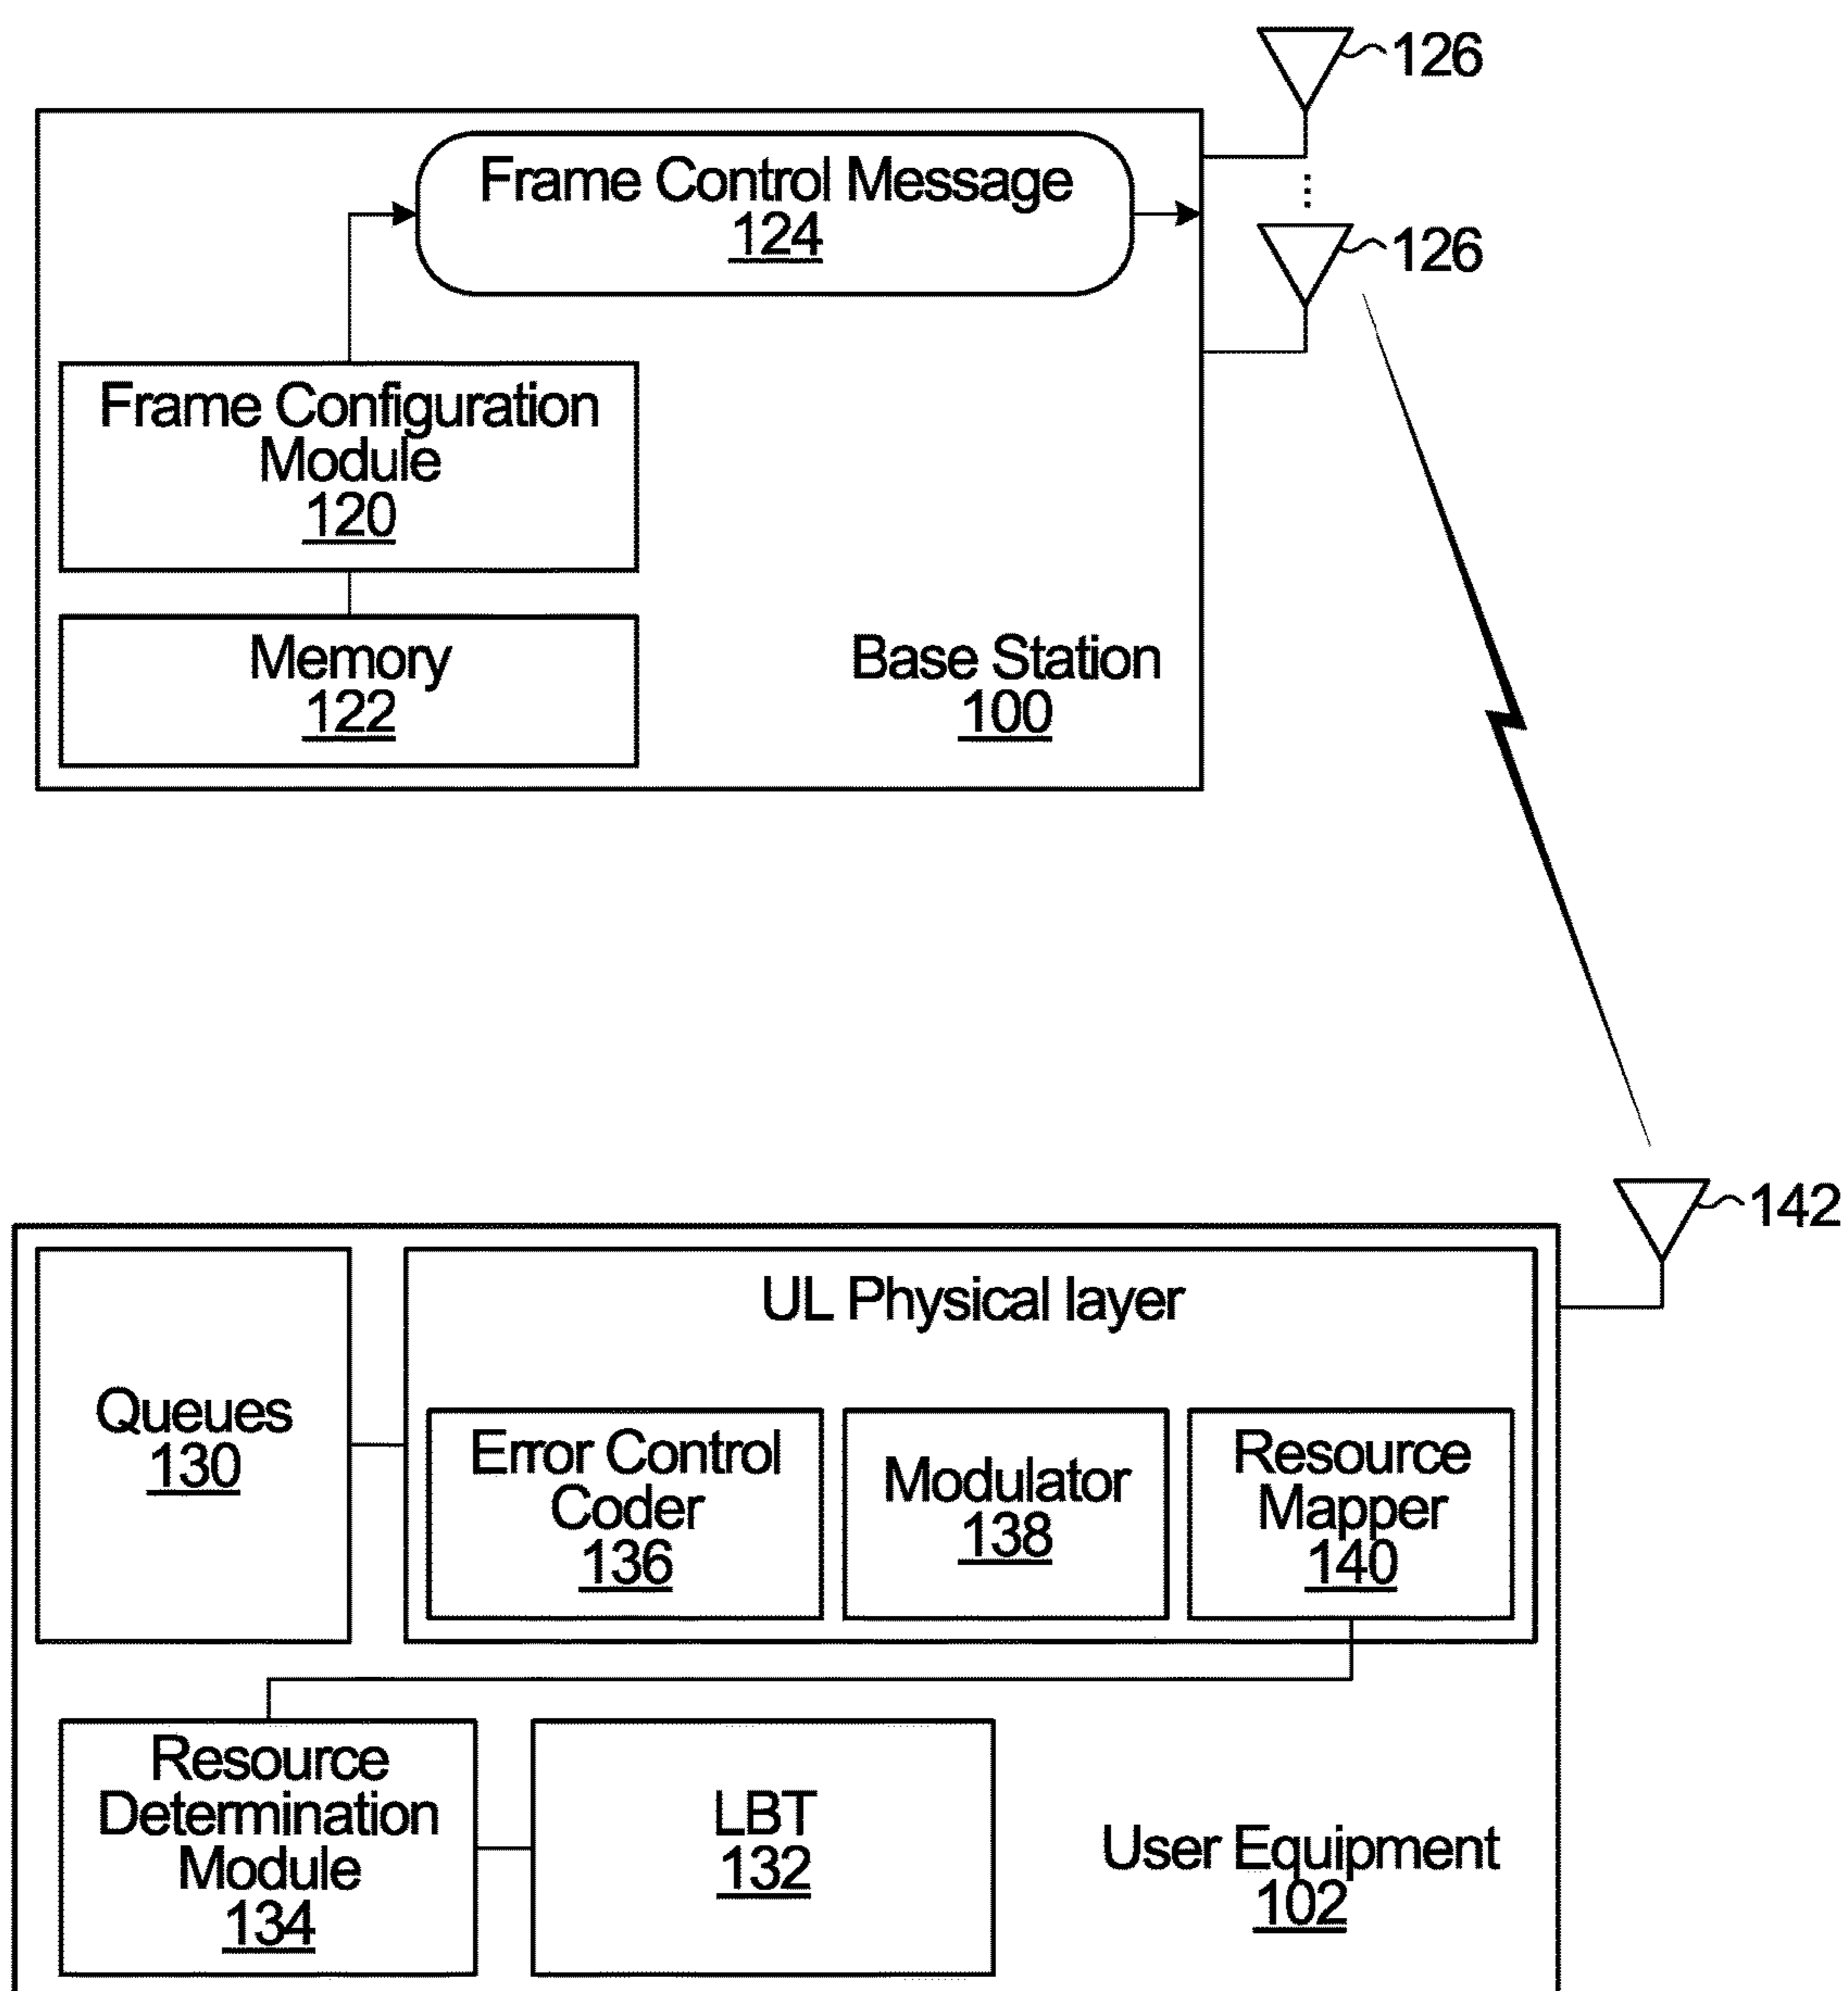 126
Frame Control Message
124
126
Frame Configuration
Module
120
Memory
122
Base Station
100
142
UL Physical layer
Queues
130
Error Control
Coder
136
Modulator
138
Resource
Mapper
140
Resource
Determination
Module
134
LBT
132
User Equipment
102